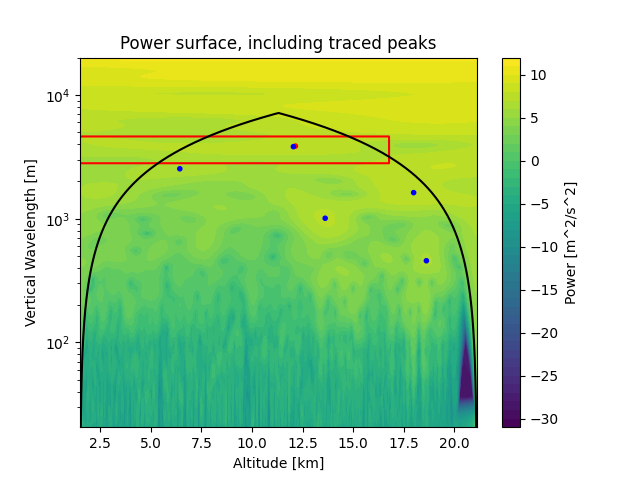 Power surface, including traced peaks
10^4
10^3
10^2
Vertical Wavelength [m]
2.5 5.0 7.5 10.0 12.5 15.0 17.5 20.0
Altitude [km]
10
5
0
−5
−10
−15
−20
−25
−30
Power [m^2/s^2]